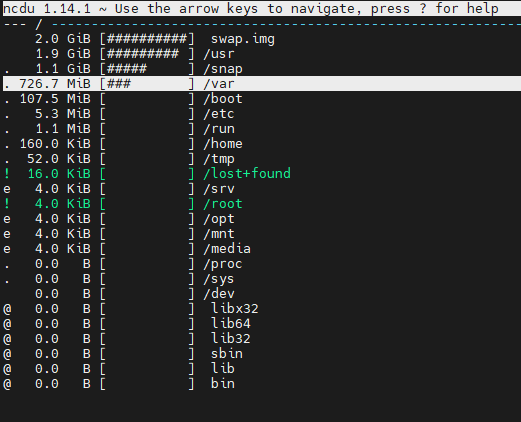 ncdu 1.14.1 ~ Use the arrow keys to navigate, press ? for help
--- / -----------------------------------------------------------
    2.0 GiB [##########]  swap.img
    1.9 GiB [######### ] /usr
.   1.1 GiB [#####     ] /snap
. 726.7 MiB [###       ] /var
. 107.5 MiB [          ] /boot
.   5.3 MiB [          ] /etc
.   1.1 MiB [          ] /run
. 160.0 KiB [          ] /home
.  52.0 KiB [          ] /tmp
!  16.0 KiB [          ] /lost+found
e   4.0 KiB [          ] /srv
!   4.0 KiB [          ] /root
e   4.0 KiB [          ] /opt
e   4.0 KiB [          ] /mnt
e   4.0 KiB [          ] /media
.   0.0   B [          ] /proc
.   0.0   B [          ] /sys
    0.0   B [          ] /dev
@   0.0   B [          ]  libx32
@   0.0   B [          ]  lib64
@   0.0   B [          ]  lib32
@   0.0   B [          ]  sbin
@   0.0   B [          ]  lib
@   0.0   B [          ]  bin